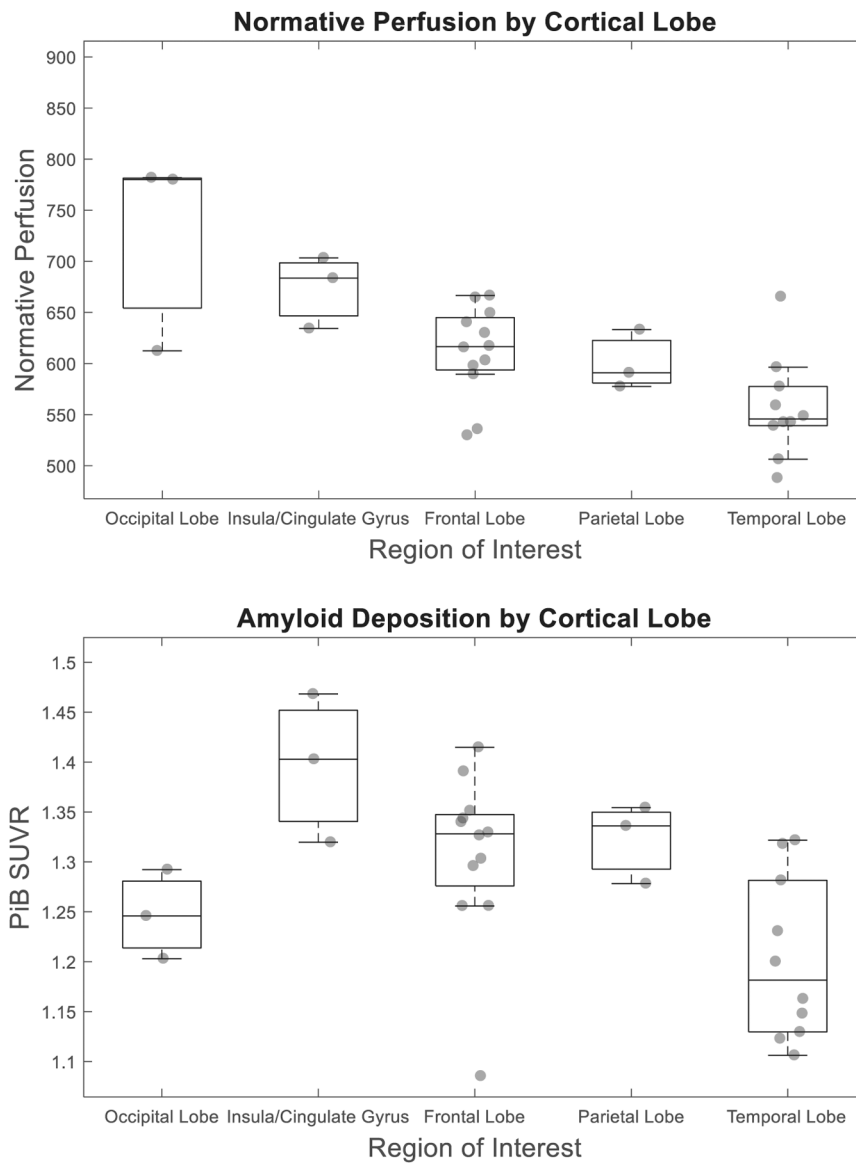 Normative Perfusion by Cortical Lobe
900
850
800
750
700
650
600
550
500
Normative Perfusion
Occipital Lobe Insula/Cingulate Gyrus Frontal Lobe Parietal Lobe Temporal Lobe
Region of Interest
Amyloid Deposition by Cortical Lobe
1.5
1.45
1.4
1.35
1.3
1.25
1.2
1.15
1.1
PiB SUVR
Occipital Lobe Insula/Cingulate Gyrus Frontal Lobe Parietal Lobe Temporal Lobe
Region of Interest